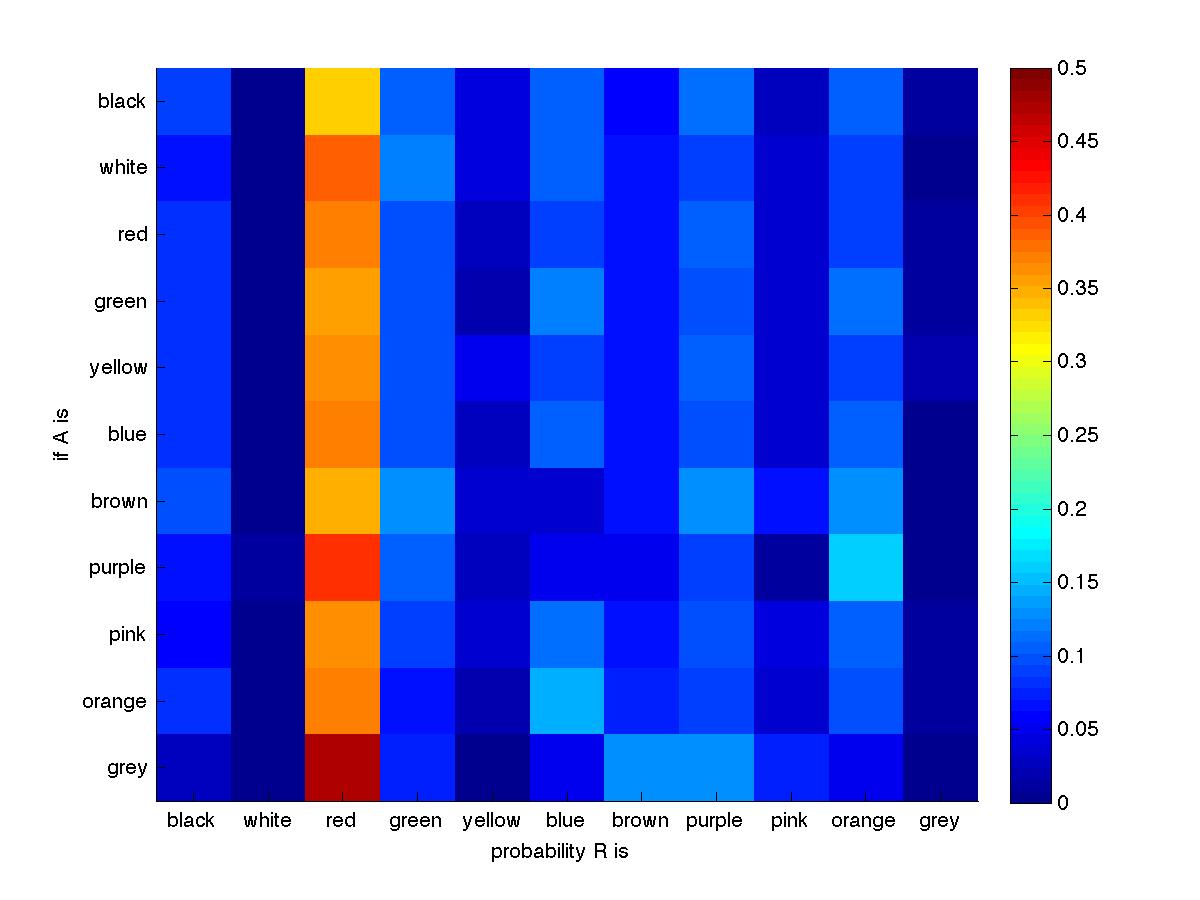 black
white
red
green
yellow
blue
brown
purple
pink
orange
grey
if A is
black white red green yellow blue brown purple pink orange grey
probability R is
0.5
0.45
0.4
0.35
0.3
0.25
0.2
0.15
0.1
0.05
0